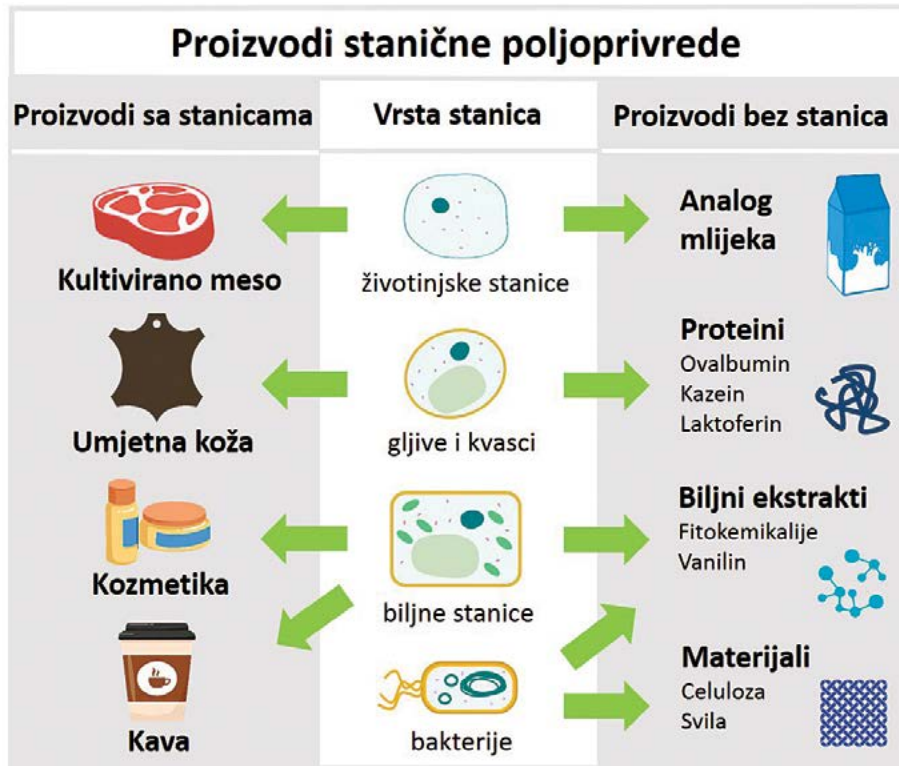 Proizvodi stanične poljoprivrede
Proizvodi sa stanicama
Vrsta stanica
Proizvodi bez stanica
Kultivirano meso
životinjske stanice
Analog
mlijeka
Umjetna koža
gljive i kvasci
Proteini
Ovalbumin
Kazein
Laktoferin
Kozmetika
biljne stanice
Biljni ekstrakti
Fitokemikalije
Vanilin
Kava
bakterije
Materijali
Celuloza
Svila